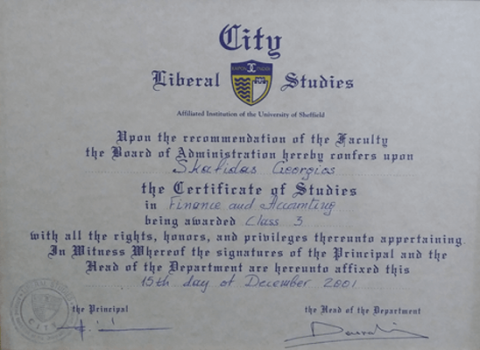 City
Liberal Studies
Affiliated Institution of the University of Sheffield
Upon the recommendation of the Faculty
the Board of Administration hereby confers upon
Skafidas Georgios
the Certificate of Studies
in Finance and Accounting
being awarded Class 3
with all the rights, honors, and privileges thereunto appertaining.
In Witness Whereof the signatures of the Principal and the
Head of the Department are hereunto affixed this
15th day of December 2001
the Principal
the Head of the Department
CITY